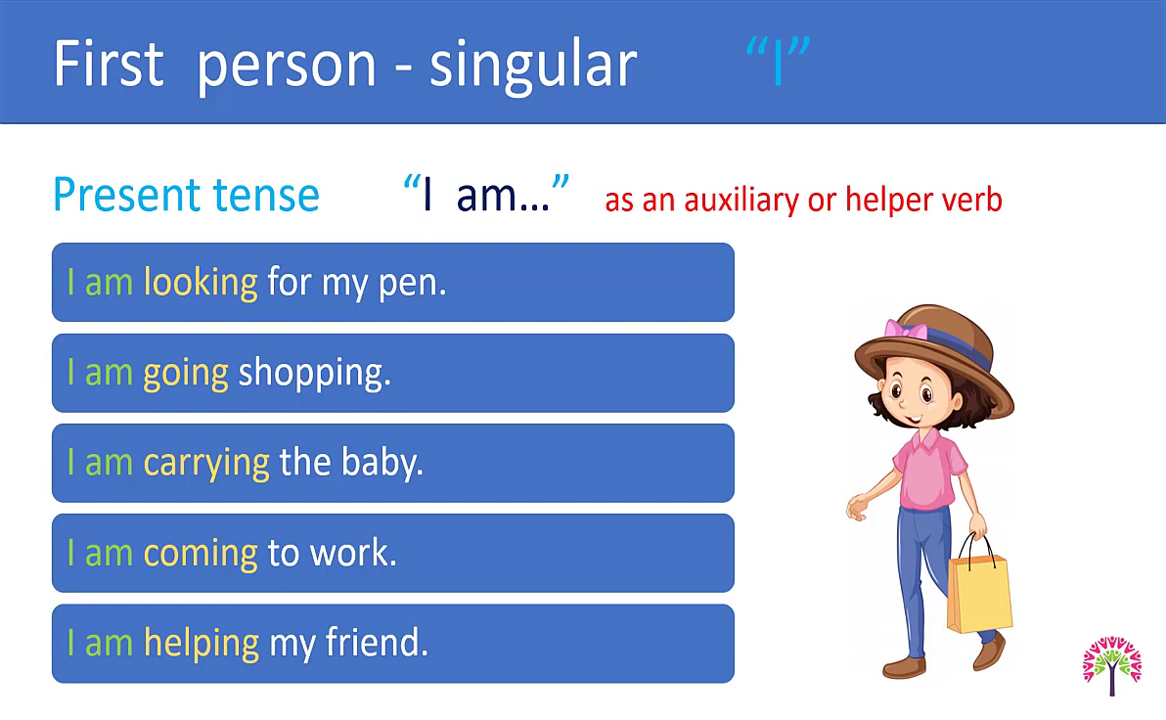 First person - singular “I”
Present tense “I am...” as an auxiliary or helper verb
I am looking for my pen.
I am going shopping.
I am carrying the baby.
I am coming to work.
I am helping my friend.